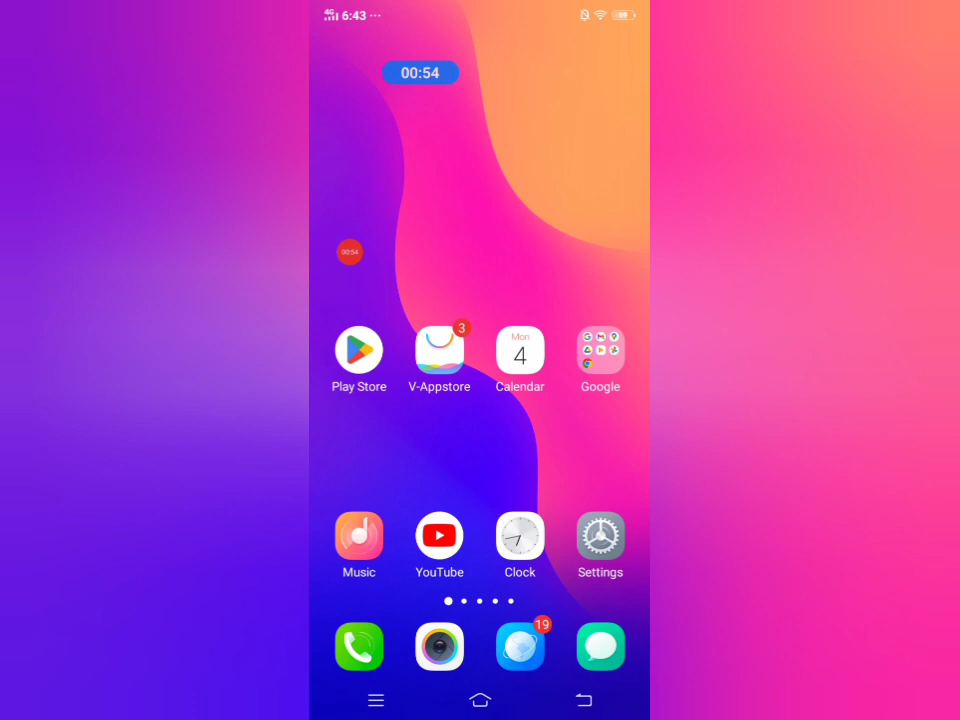 4G 6:43 ...
00:54
00:54
3
Mon
4
Play Store V-Appstore Calendar Google
Music YouTube Clock Settings
19